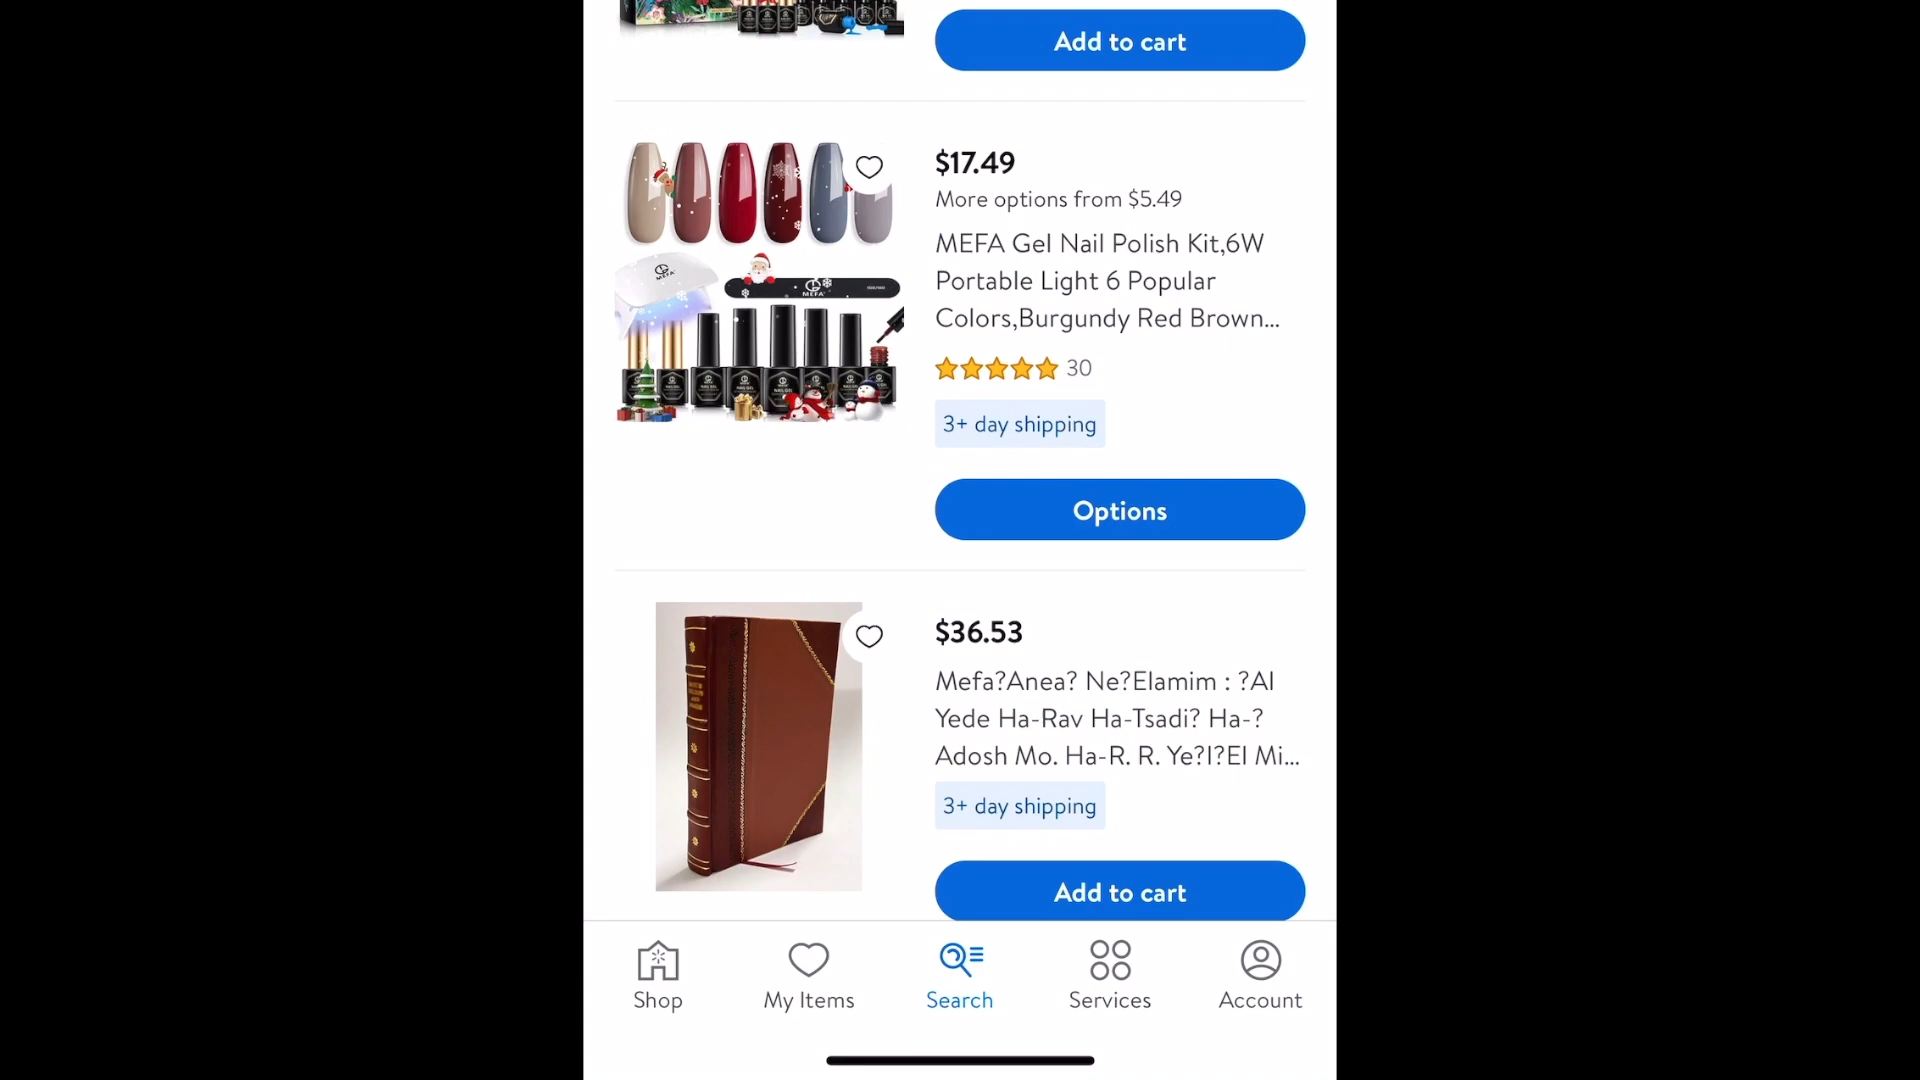 Add to cart
$17.49
More options from $5.49
MEFA Gel Nail Polish Kit,6W
Portable Light 6 Popular
Colors,Burgundy Red Brown...
30
3+ day shipping
Options
MEFA
MEFA
$36.53
Mefa?Anea? Ne?Elamim : ?Al
Yede Ha-Rav Ha-Tsadi? Ha-?
Adosh Mo. Ha-R. R. Ye?I?El Mi...
3+ day shipping
Add to cart
Shop
My Items
Search
Services
Account